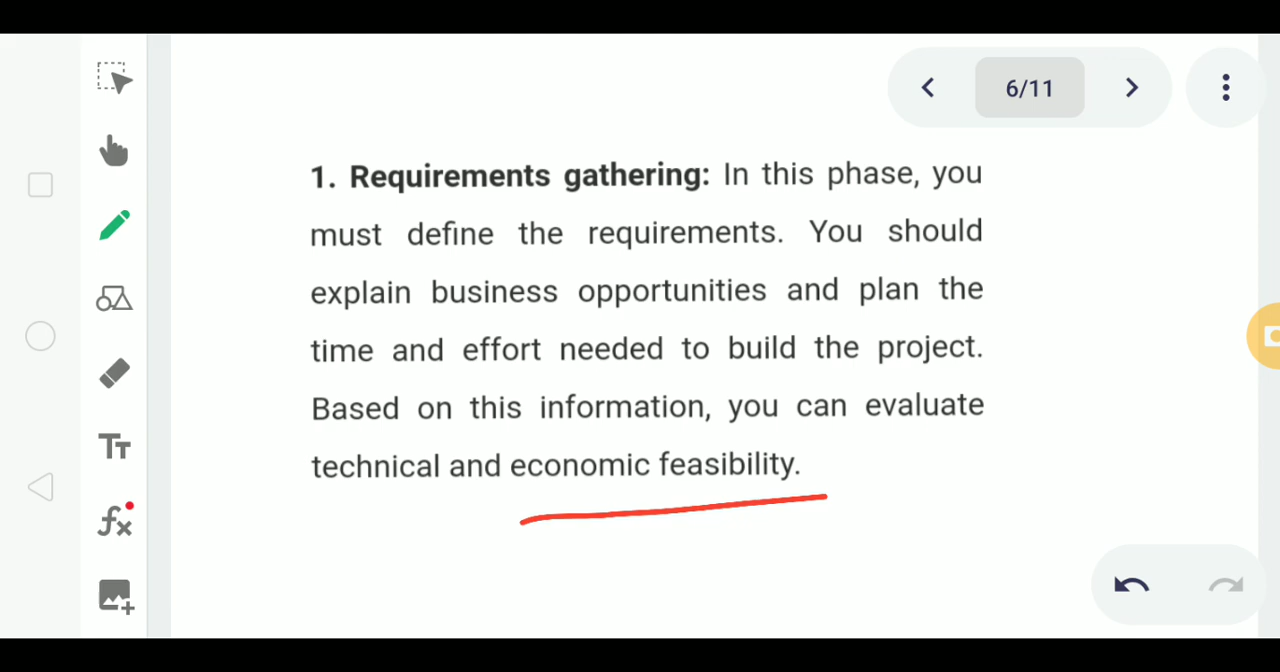 6/11
1. Requirements gathering: In this phase, you
must define the requirements. You should
explain business opportunities and plan the
time and effort needed to build the project.
Based on this information, you can evaluate
technical and economic feasibility.
Tт
fx